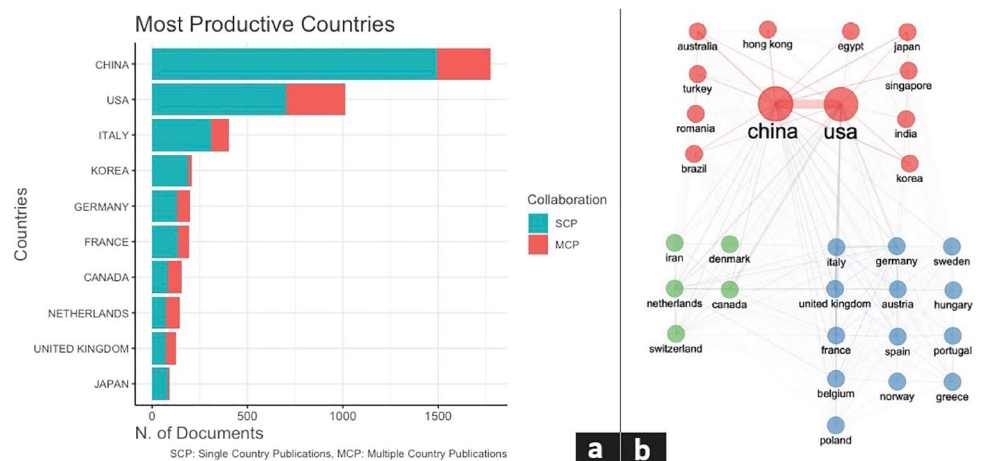 Most Productive Countries
Countries
CHINA
USA
ITALY
KOREA
GERMANY
FRANCE
CANADA
NETHERLANDS
UNITED KINGDOM
JAPAN
0 500 1000 1500
N. of Documents
SCP: Single Country Publications, MCP: Multiple Country Publications
Collaboration
SCP
MCP
a b
australia hong kong egypt japan
turkey singapore
china usa
romania india
brazil korea
iran denmark italy germany sweden
netherlands canada united kingdom austria hungary
switzerland france spain portugal
belgium norway greece
poland